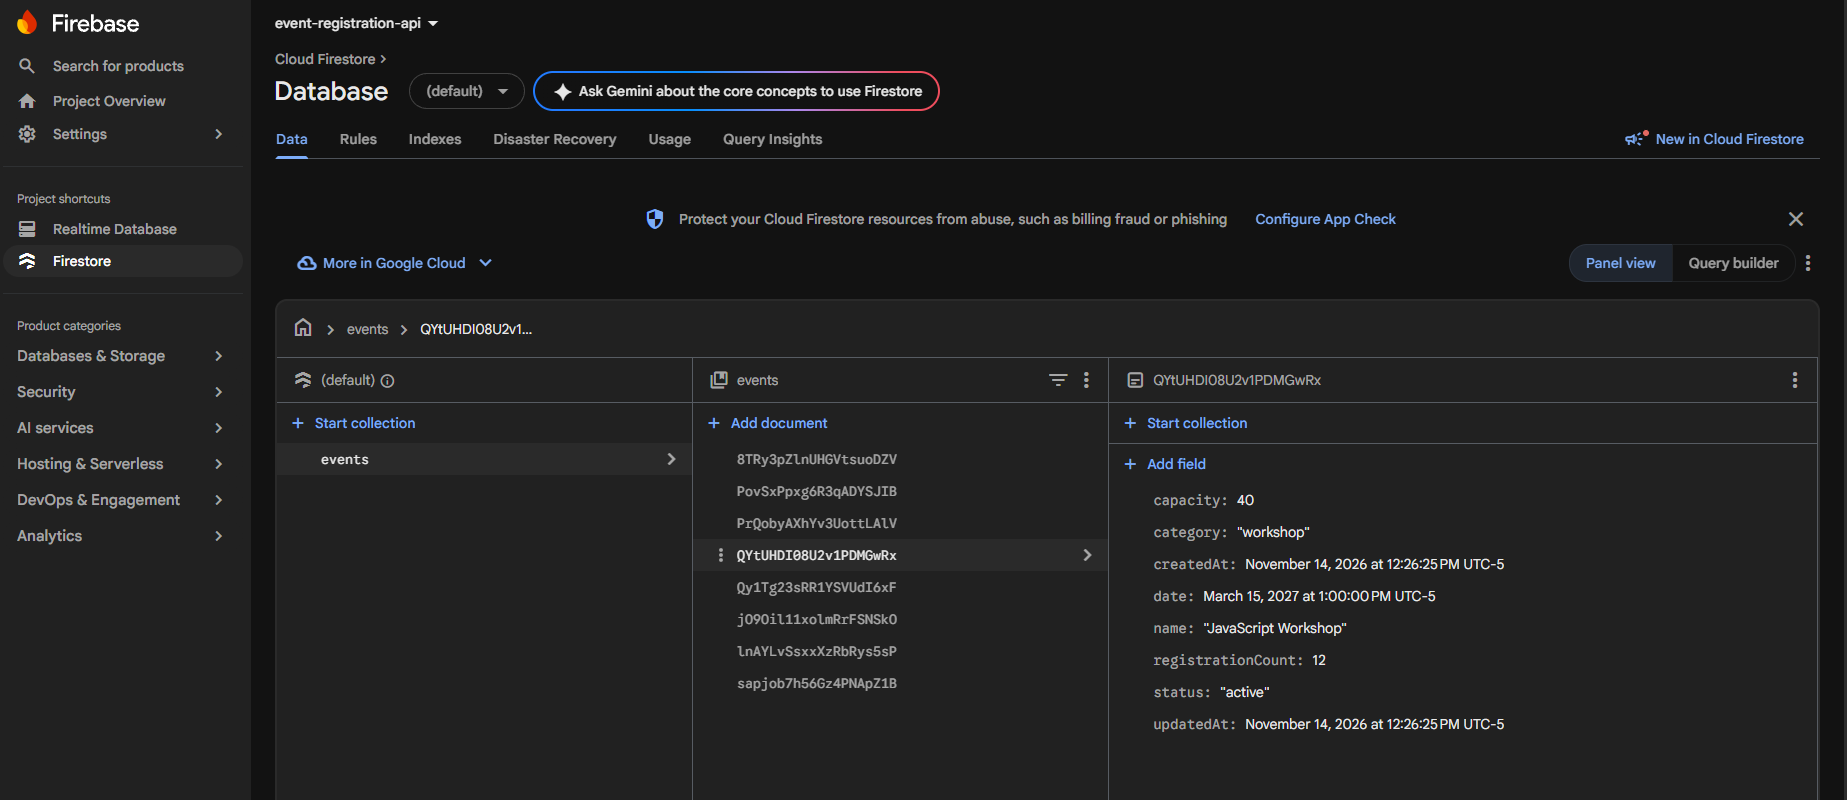 Firebase
Search for products
Project Overview
Settings
Project shortcuts
Realtime Database
Firestore
Product categories
Databases & Storage
Security
AI services
Hosting & Serverless
DevOps & Engagement
Analytics
event-registration-api
Cloud Firestore
Database
(default)
Ask Gemini about the core concepts to use Firestore
Data Rules Indexes Disaster Recovery Usage Query Insights
New in Cloud Firestore
Protect your Cloud Firestore resources from abuse, such as billing fraud or phishing Configure App Check
More in Google Cloud
Panel view Query builder
events QYtUHDI08U2v1...
(default)
Start collection
events
events
Add document
8TRy3pZlnUHGVtsuoDZV
PovSxPpxg6R3qADYSJIB
PrQobyAXhYv3UottLAlV
QYtUHDI08U2v1PDMGwRx
Qy1Tg23sRR1YSVUdI6xF
jO9Oil11xolmRrFSNSkO
lnAYLvSsxxXzRbRys5sP
sapjob7h56Gz4PNApZ1B
QYtUHDI08U2v1PDMGwRx
Start collection
Add field
capacity: 40
category: "workshop"
createdAt: November 14, 2026 at 12:26:25 PM UTC-5
date: March 15, 2027 at 1:00:00 PM UTC-5
name: "JavaScript Workshop"
registrationCount: 12
status: "active"
updatedAt: November 14, 2026 at 12:26:25 PM UTC-5